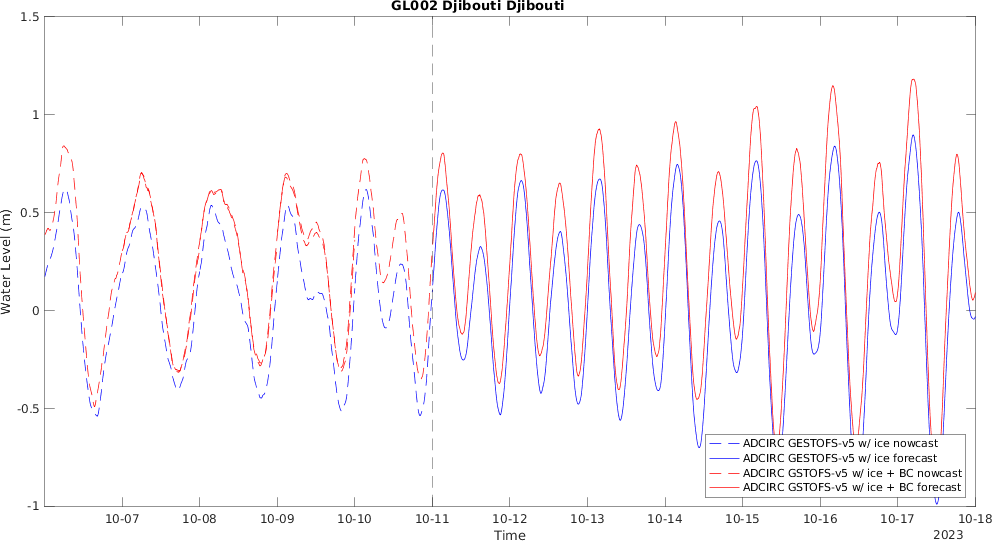 GL002 Djibouti Djibouti
Water Level (m)
1.5
1
0.5
0
-0.5
-1
10-07 10-08 10-09 10-10 10-11 10-12 10-13 10-14 10-15 10-16 10-17 10-18
Time
2023
ADCIRC GESTOFS-v5 w/ ice nowcast
ADCIRC GESTOFS-v5 w/ ice forecast
ADCIRC GSTOFS-v5 w/ ice + BC nowcast
ADCIRC GSTOFS-v5 w/ ice + BC forecast